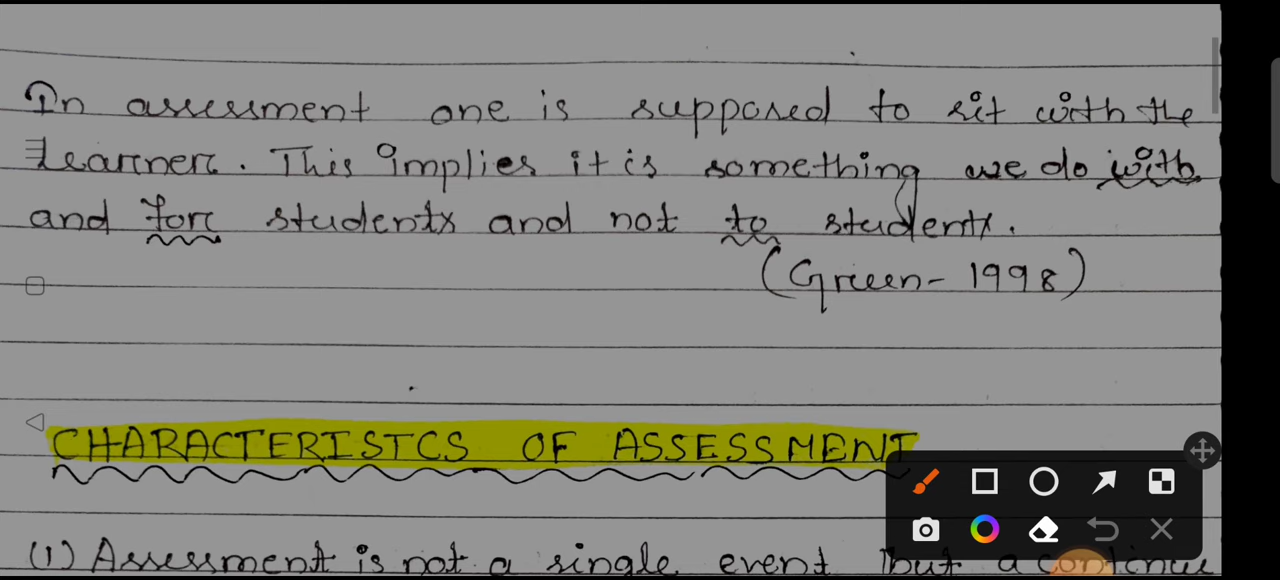 In assessment one is supposed to sit with the
learner. This implies it is something we do with
and for students and not to students.
(Green- 1998)
CHARACTERISTCS OF ASSESSMENT
(1) Assessment is not a single event but a continue